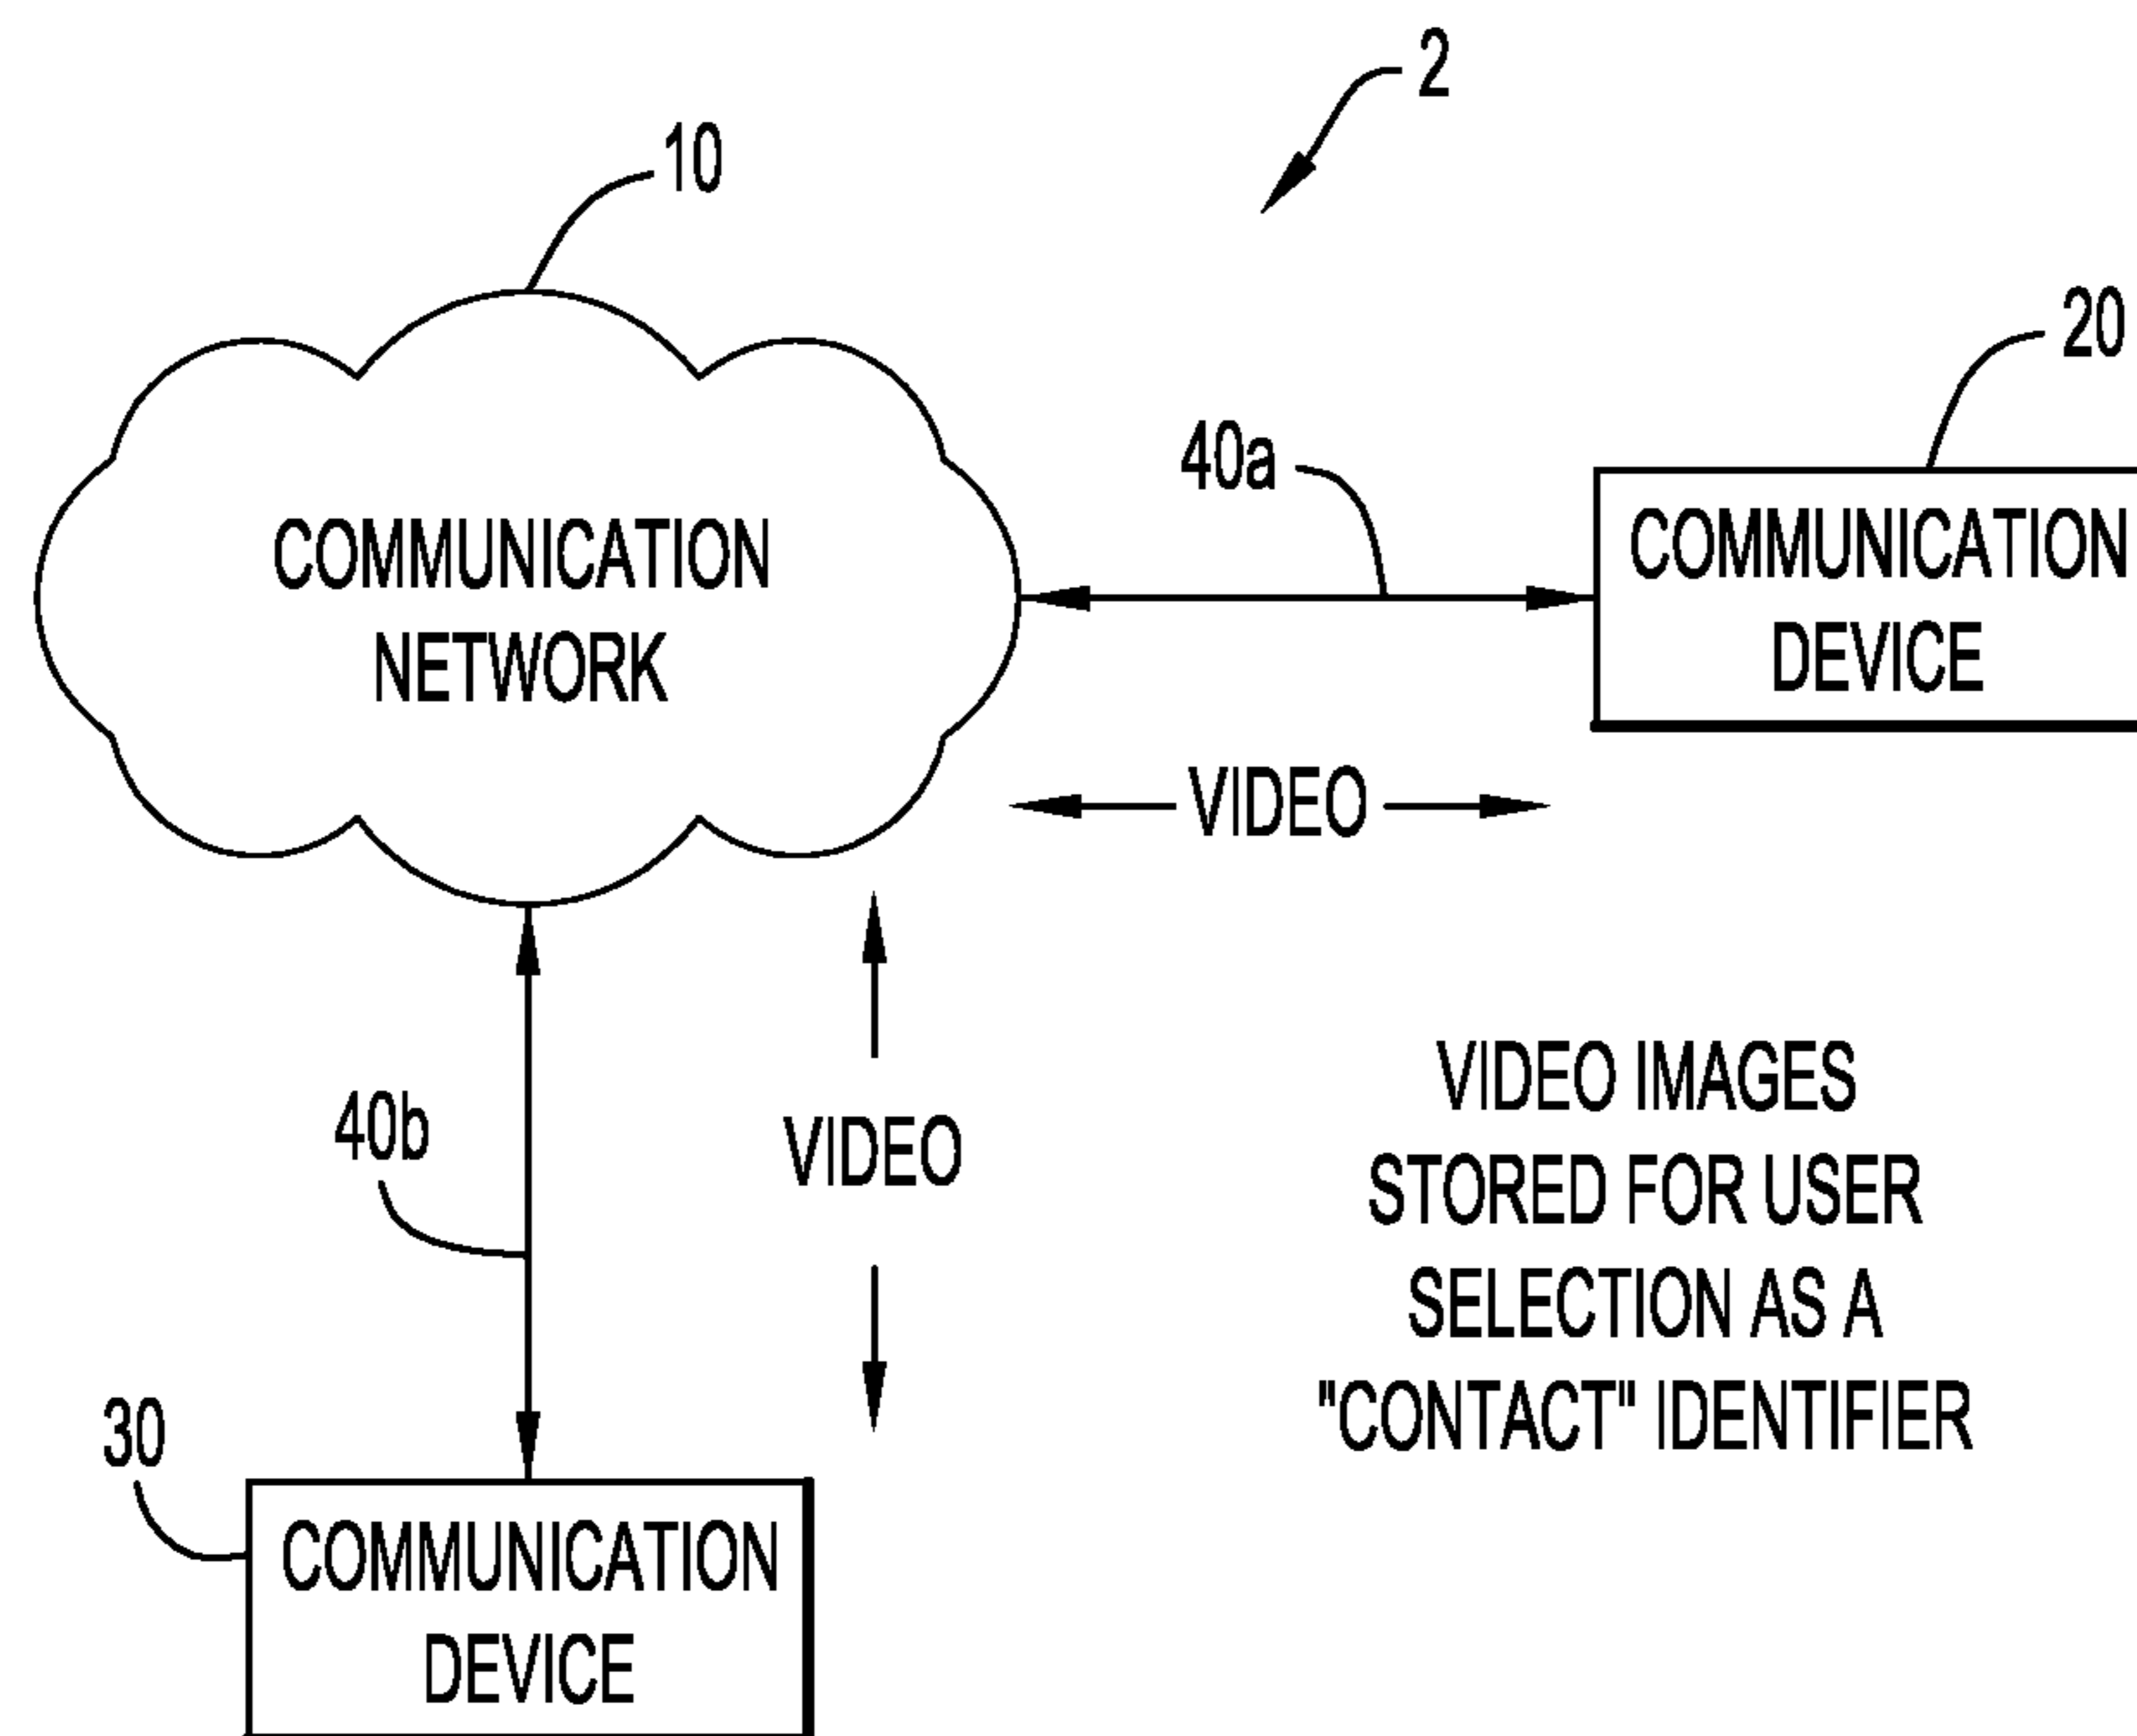 2
10
20
40a
COMMUNICATION
NETWORK
COMMUNICATION
DEVICE
VIDEO
40b
VIDEO
VIDEO IMAGES
STORED FOR USER
SELECTION AS A
"CONTACT" IDENTIFIER
30
COMMUNICATION
DEVICE